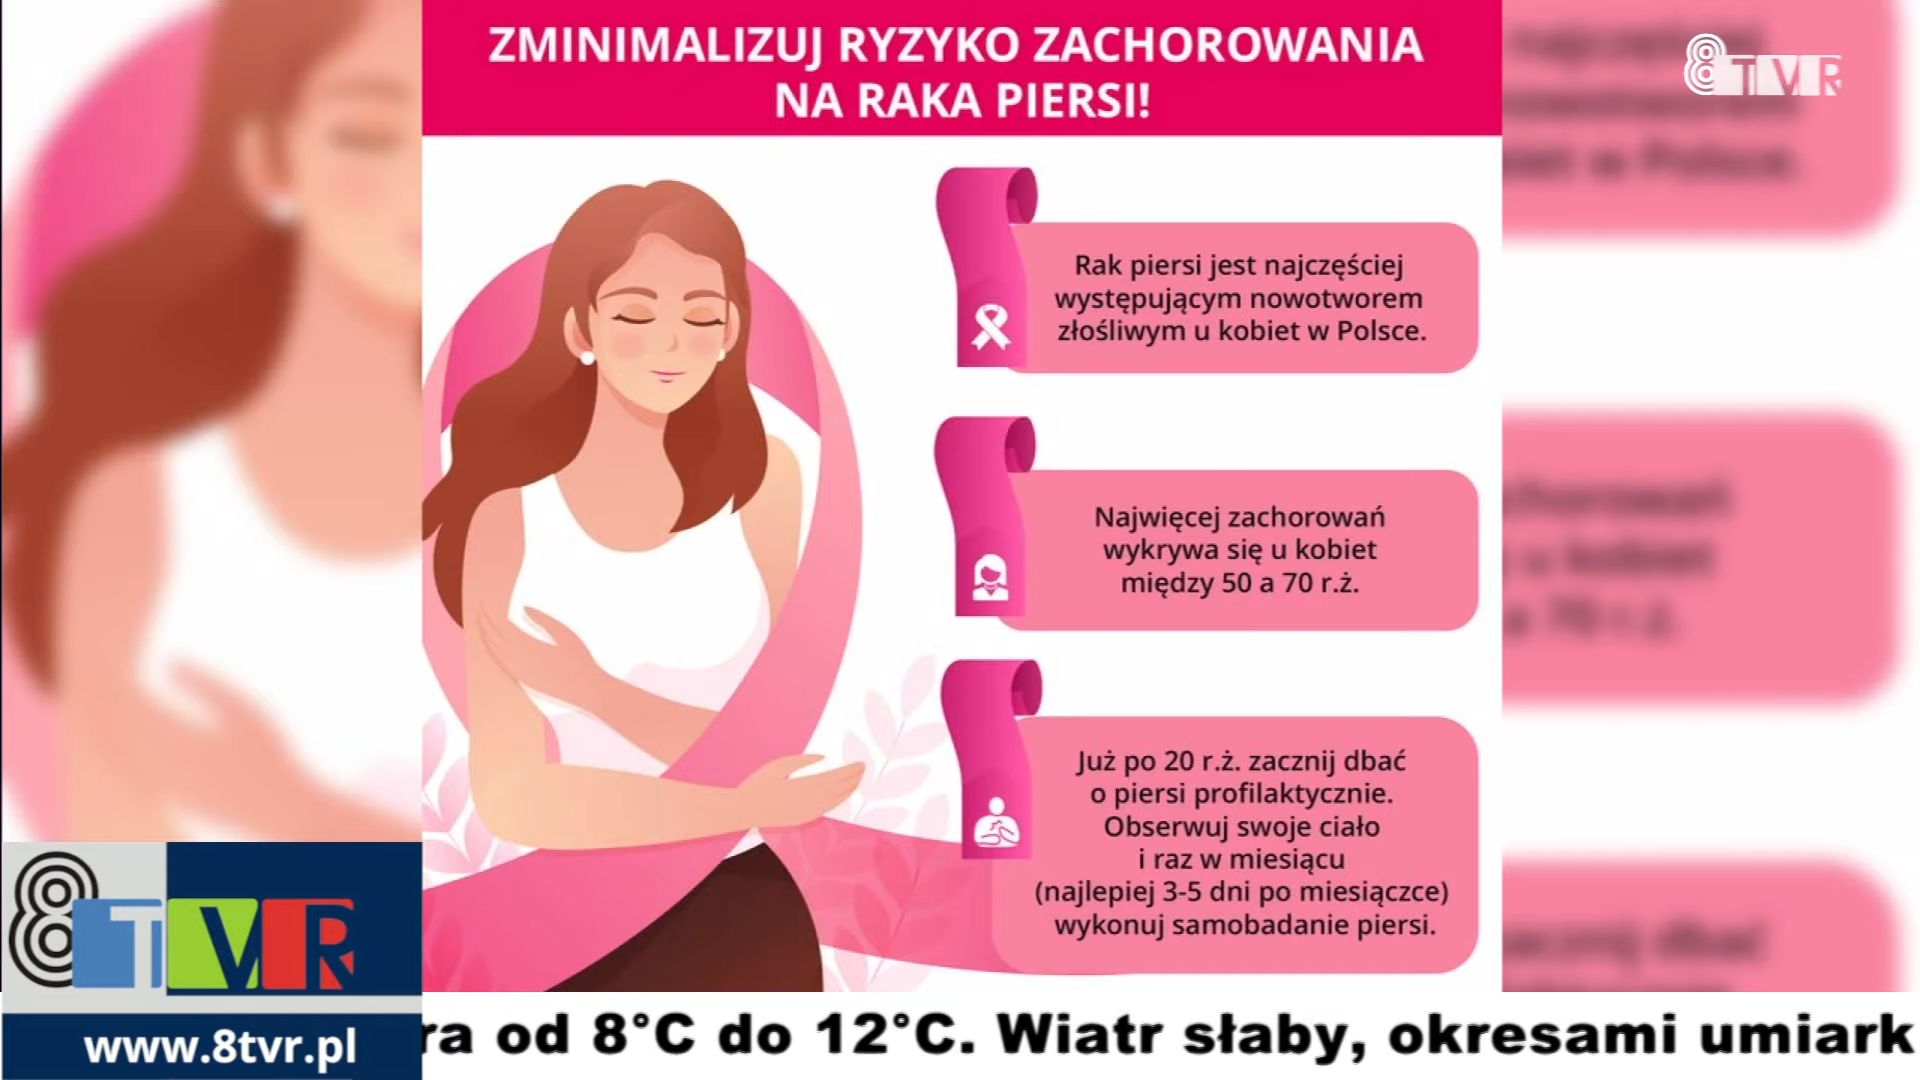 ZMINIMALIZUJ RYZYKO ZACHOROWANIA
NA RAKA PIERSI!
8TVR
Rak piersi jest najczęściej
występującym nowotworem
złośliwym u kobiet w Polsce.
Najwięcej zachorowań
wykrywa się u kobiet
między 50 a 70 r.ż.
Już po 20 r.ż. zacznij dbać
o piersi profilaktycznie.
Obserwuj swoje ciało
i raz w miesiącu
(najlepiej 3-5 dni po miesiączce)
wykonuj samobadanie piersi.
w Polsce.
u kobiet
70 r.ż.
8TVR
www.8tvr.pl
ra od 8°C do 12°C. Wiatr słaby, okresami umiark